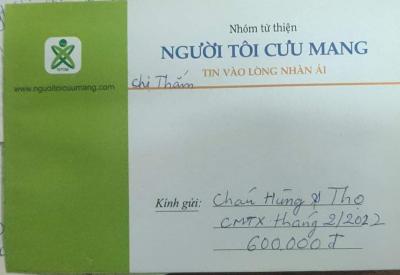 Nhóm từ thiện
NGƯỜI TÔI CƯU MANG
TIN VÀO LÒNG NHÂN ÁI
NTCM
www.nguoitoicuumang.com
chị Thắm
Kính gửi: Cháu Hùng & Thọ
CMTX tháng 2/2022
600.000 đ